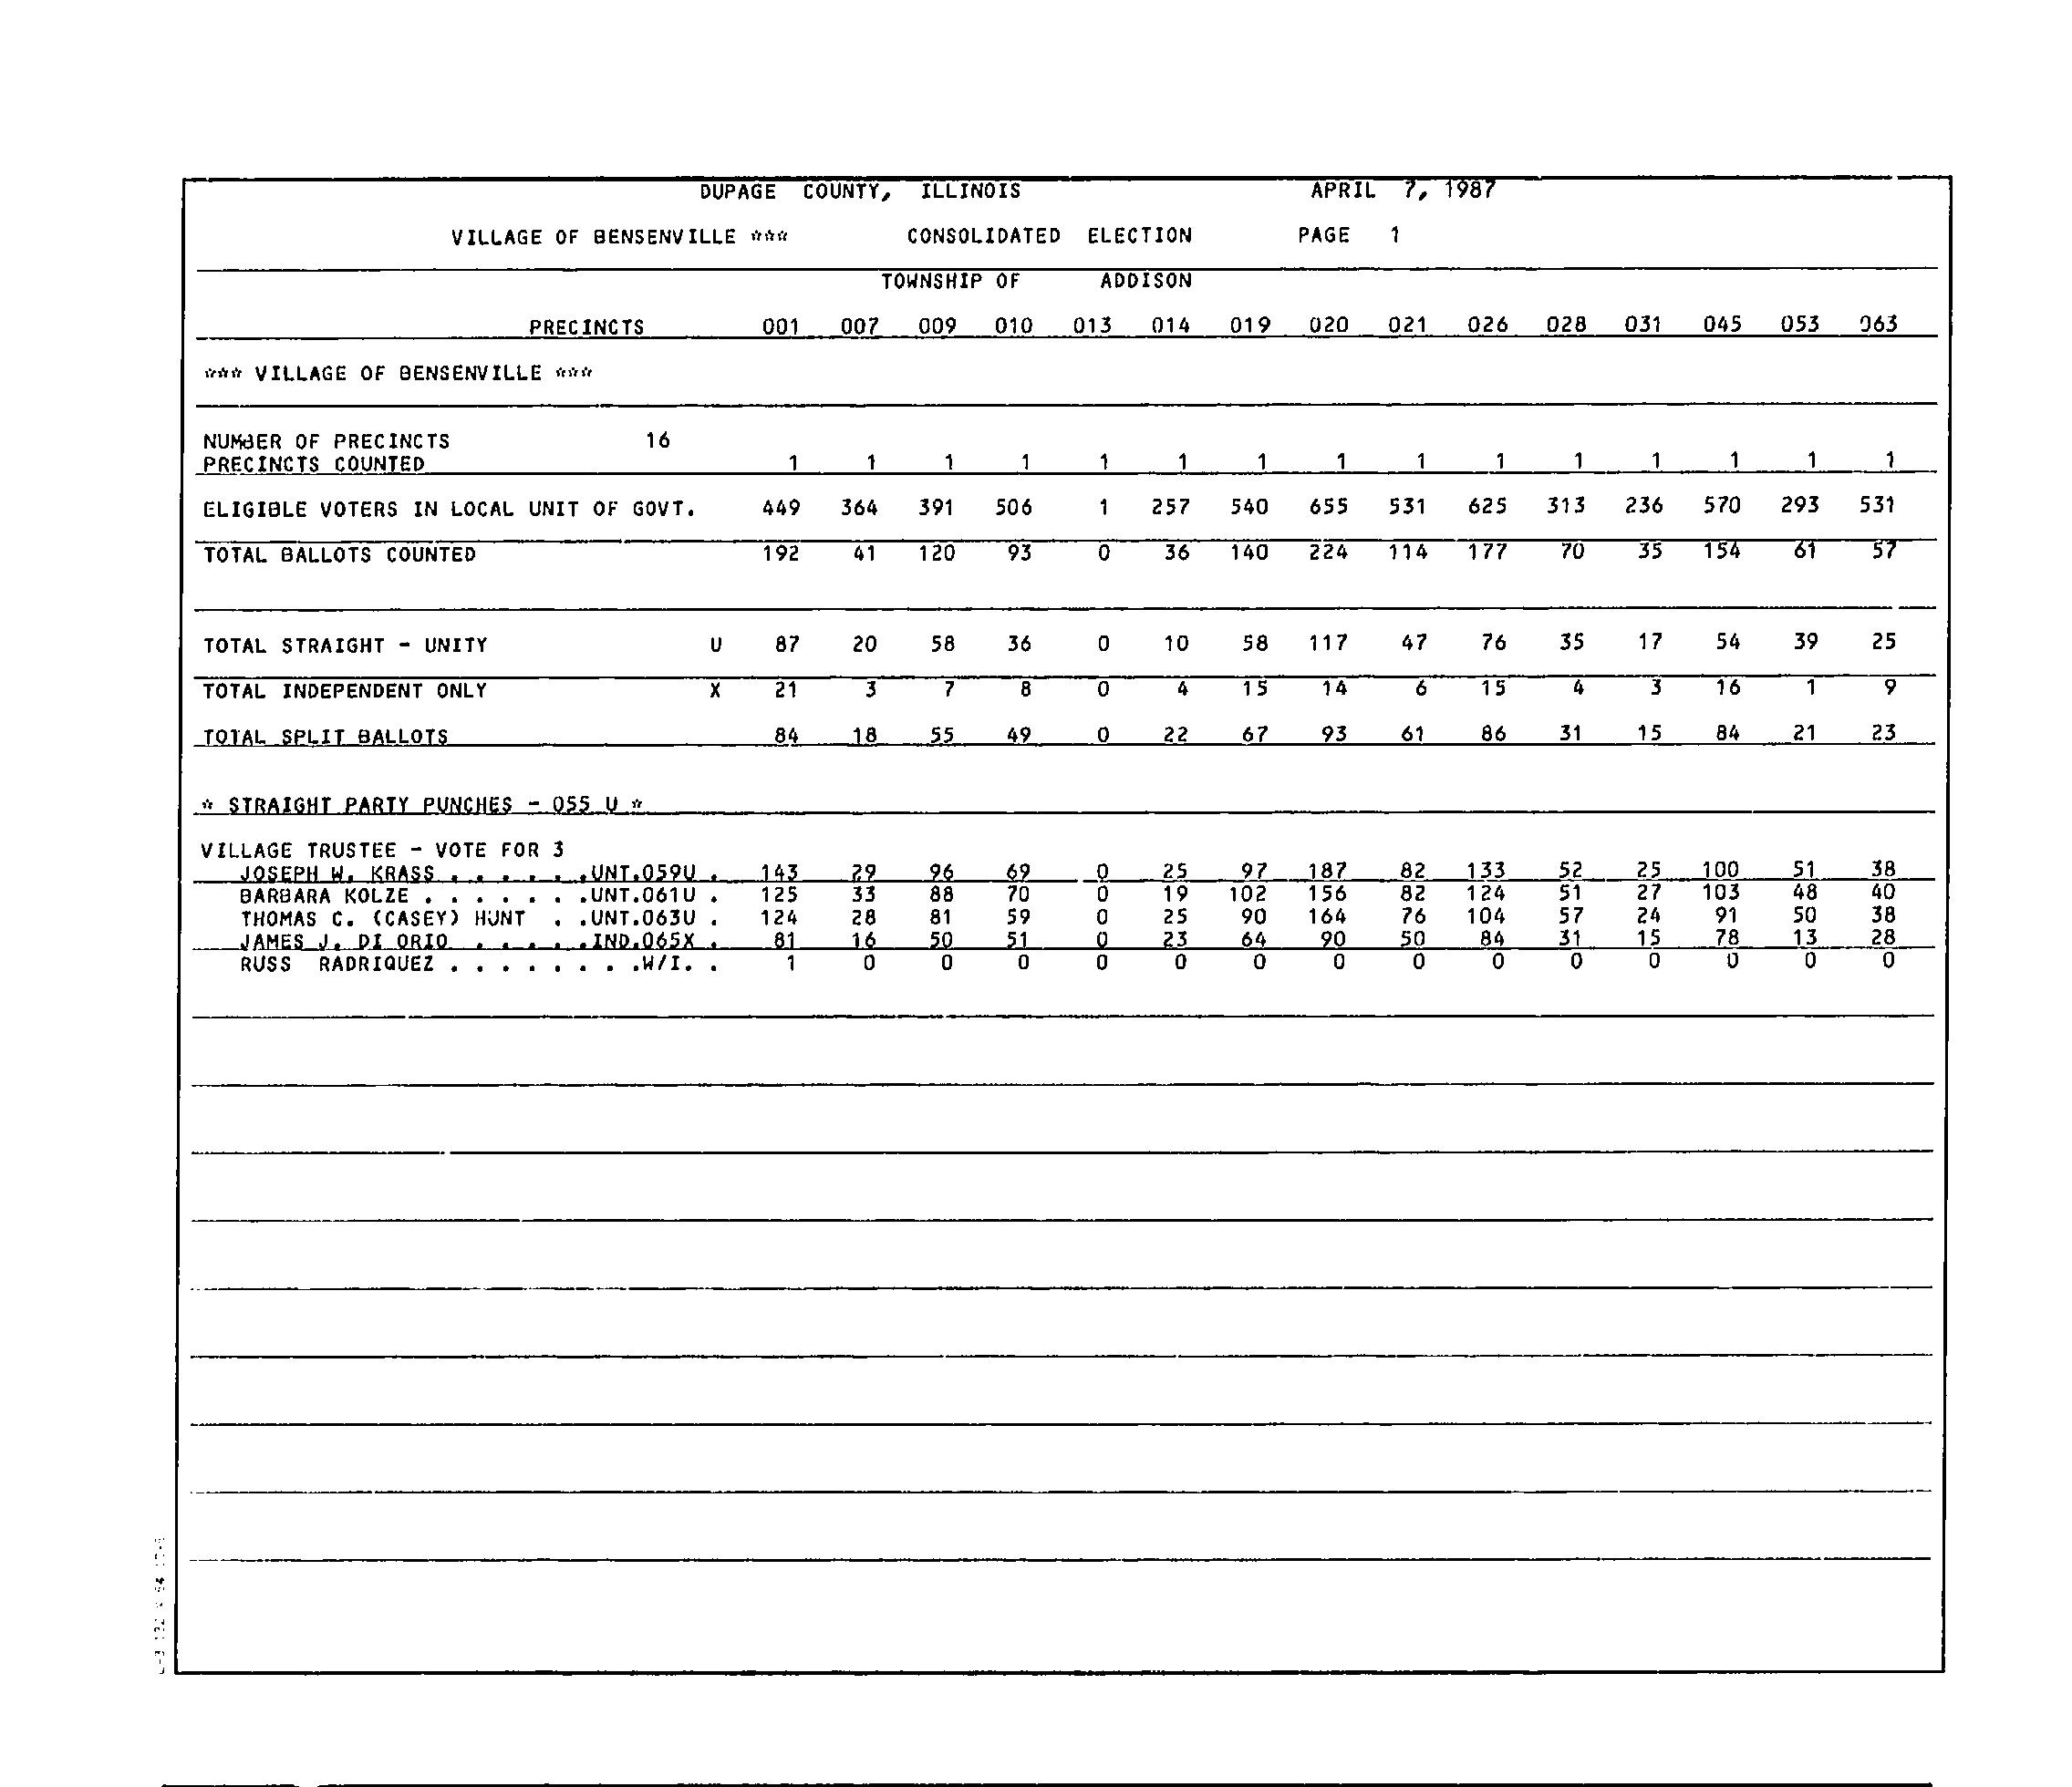 DUPAGE COUNTY, ILLINOIS APRIL 7, 1987
VILLAGE OF BENSENVILLE *** CONSOLIDATED ELECTION PAGE 1
TOWNSHIP OF ADDISON
PRECINCTS 001 007 009 010 013 014 019 020 021 026 028 031 045 053 063
*** VILLAGE OF BENSENVILLE ***
NUMBER OF PRECINCTS 16
PRECINCTS COUNTED 1 1 1 1 1 1 1 1 1 1 1 1 1 1 1
ELIGIBLE VOTERS IN LOCAL UNIT OF GOVT. 449 364 391 506 1 257 540 655 531 625 313 236 570 293 531
TOTAL BALLOTS COUNTED 192 41 120 93 0 36 140 224 114 177 70 35 154 61 57
TOTAL STRAIGHT - UNITY U 87 20 58 36 0 10 58 117 47 76 35 17 54 39 25
TOTAL INDEPENDENT ONLY X 21 3 7 8 0 4 15 14 6 15 4 3 16 1 9
TOTAL SPLIT BALLOTS 84 18 55 49 0 22 67 93 61 86 31 15 84 21 23
* STRAIGHT PARTY PUNCHES - 055 U *
VILLAGE TRUSTEE - VOTE FOR 3
JOSEPH W. KRASS . . . . . .UNT.059U . 143 29 96 69 0 25 97 187 82 133 52 25 100 51 38
BARBARA KOLZE . . . . . . .UNT.061U . 125 33 88 70 0 19 102 156 82 124 51 27 103 48 40
THOMAS C. (CASEY) HUNT . .UNT.063U . 124 28 81 59 0 25 90 164 76 104 57 24 91 50 38
JAMES J. DI ORIO . . . . .IND.065X . 81 16 50 51 0 23 64 90 50 84 31 15 78 13 28
RUSS RADRIQUEZ . . . . . . . .W/I. . 1 0 0 0 0 0 0 0 0 0 0 0 0 0 0